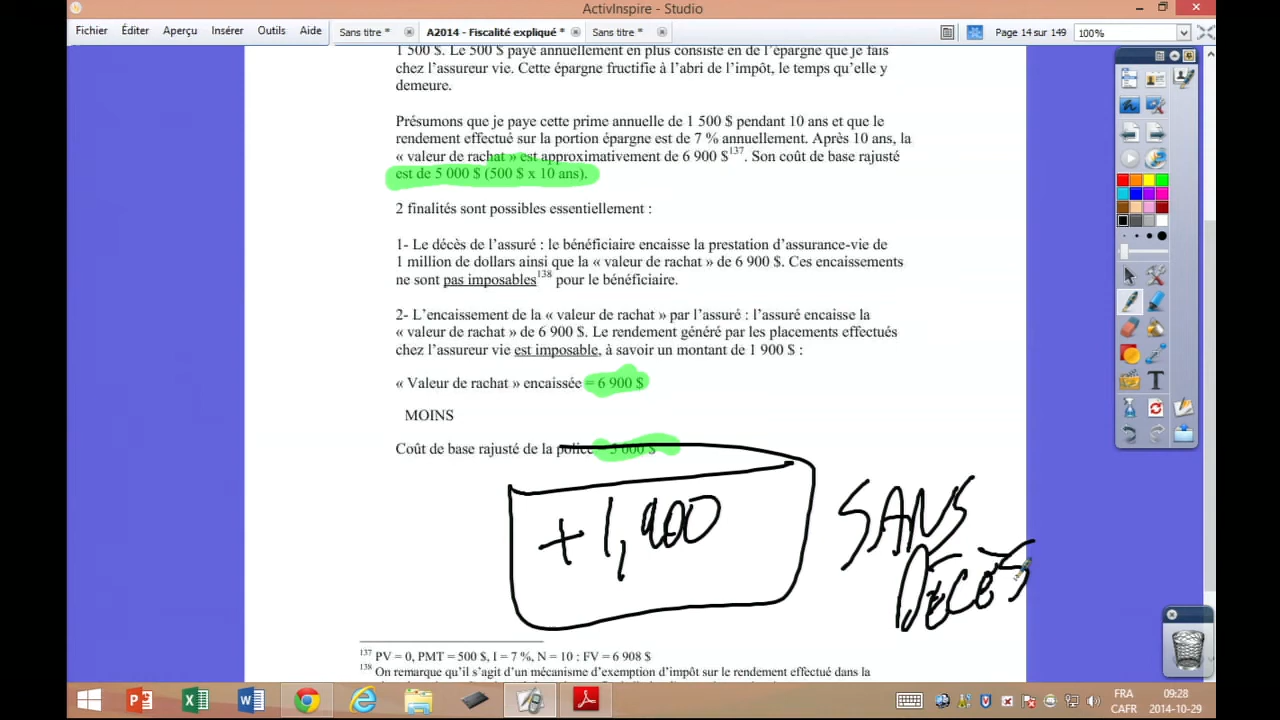 ActivInspire - Studio
Fichier Éditer Aperçu Insérer Outils Aide Sans titre * A2014 - Fiscalité expliqué * Sans titre * Page 14 sur 149 100%
1 500 $. Le 500 $ payé annuellement en plus consiste en de l'épargne que je fais
chez l'assureur vie. Cette épargne fructifie à l'abri de l'impôt, le temps qu'elle y
demeure.
Présumons que je paye cette prime annuelle de 1 500 $ pendant 10 ans et que le
rendement effectué sur la portion épargne est de 7 % annuellement. Après 10 ans, la
« valeur de rachat » est approximativement de 6 900 $137. Son coût de base rajusté
est de 5 000 $ (500 $ x 10 ans).
2 finalités sont possibles essentiellement :
1- Le décès de l'assuré : le bénéficiaire encaisse la prestation d'assurance-vie de
1 million de dollars ainsi que la « valeur de rachat » de 6 900 $. Ces encaissements
ne sont pas imposables138 pour le bénéficiaire.
2- L'encaissement de la « valeur de rachat » par l'assuré : l'assuré encaisse la
« valeur de rachat » de 6 900 $. Le rendement généré par les placements effectués
chez l'assureur vie est imposable, à savoir un montant de 1 900 $ :
« Valeur de rachat » encaissée = 6 900 $
MOINS
Coût de base rajusté de la police = 5 000 $
+ 1,900
SANS
DÉCÈS
137 PV = 0, PMT = 500 $, I = 7 %, N = 10 : FV = 6 908 $
138 On remarque qu'il s'agit d'un mécanisme d'exemption d'impôt sur le rendement effectué dans la
FRA 09:28
CAFR 2014-10-29